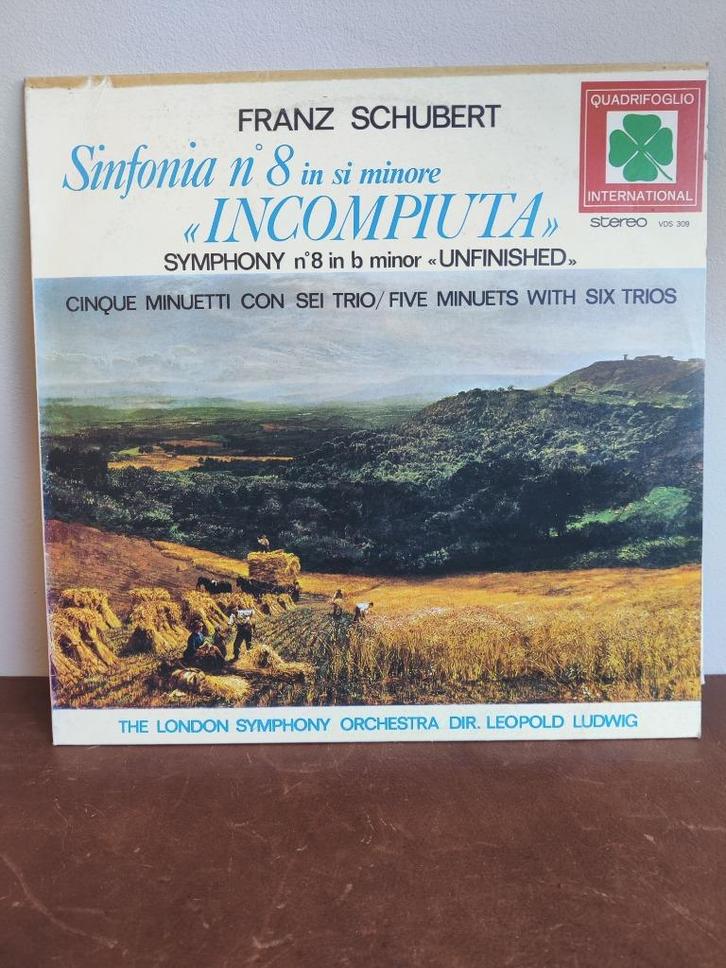 FRANZ SCHUBERT
QUADRIFOGLIO
INTERNATIONAL
stereo VDS 309
Sinfonia n° 8 in si minore
«INCOMPIUTA»
SYMPHONY n°8 in b minor «UNFINISHED»
CINQUE MINUETTI CON SEI TRIO/FIVE MINUETS WITH SIX TRIOS
THE LONDON SYMPHONY ORCHESTRA DIR. LEOPOLD LUDWIG